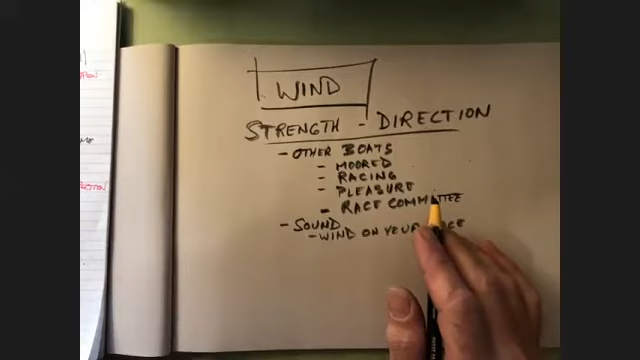 WIND
STRENGTH - DIRECTION
- OTHER BOATS
- MOORED
- RACING
- PLEASURE
- RACE COMMITTEE
- SOUND
- WIND ON YOUR